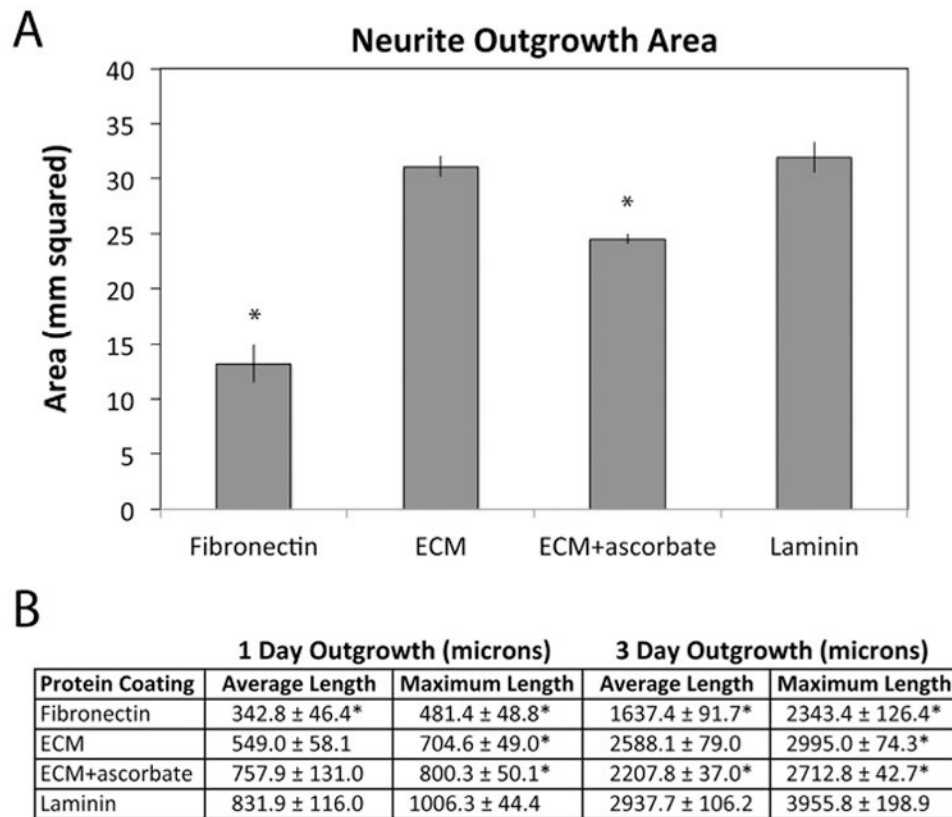 A
Neurite Outgrowth Area
Area (mm squared)
40
35
30
25
20
15
10
5
0
*
*
Fibronectin ECM ECM+ascorbate Laminin
B
1 Day Outgrowth (microns) 3 Day Outgrowth (microns)
Protein Coating Average Length Maximum Length Average Length Maximum Length
Fibronectin 342.8 ± 46.4* 481.4 ± 48.8* 1637.4 ± 91.7* 2343.4 ± 126.4*
ECM 549.0 ± 58.1 704.6 ± 49.0* 2588.1 ± 79.0 2995.0 ± 74.3*
ECM+ascorbate 757.9 ± 131.0 800.3 ± 50.1* 2207.8 ± 37.0* 2712.8 ± 42.7*
Laminin 831.9 ± 116.0 1006.3 ± 44.4 2937.7 ± 106.2 3955.8 ± 198.9